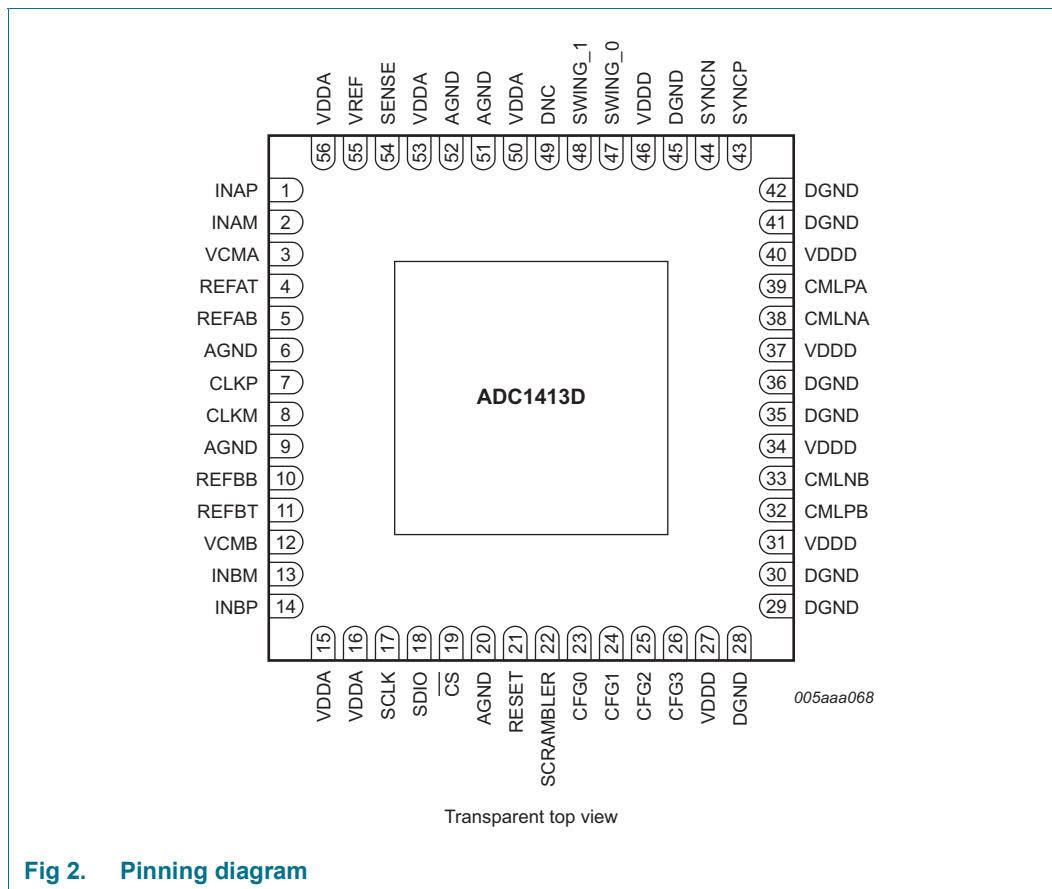 VDDA VREF SENSE VDDA AGND AGND VDDA DNC SWING_1 SWING_0 VDDD DGND SYNCN SYNCP
56 55 54 53 52 51 50 49 48 47 46 45 44 43
INAP 1 42 DGND
INAM 2 41 DGND
VCMA 3 40 VDDD
REFAT 4 39 CMLPA
REFAB 5 38 CMLNA
AGND 6 37 VDDD
CLKP 7 36 DGND
ADC1413D
CLKM 8 35 DGND
AGND 9 34 VDDD
REFBB 10 33 CMLNB
REFBT 11 32 CMLPB
VCMB 12 31 VDDD
INBM 13 30 DGND
INBP 14 29 DGND
15 16 17 18 19 20 21 22 23 24 25 26 27 28
VDDA VDDA SCLK SDIO CS AGND RESET SCRAMBLER CFG0 CFG1 CFG2 CFG3 VDDD DGND
005aaa068
Transparent top view
Fig 2. Pinning diagram